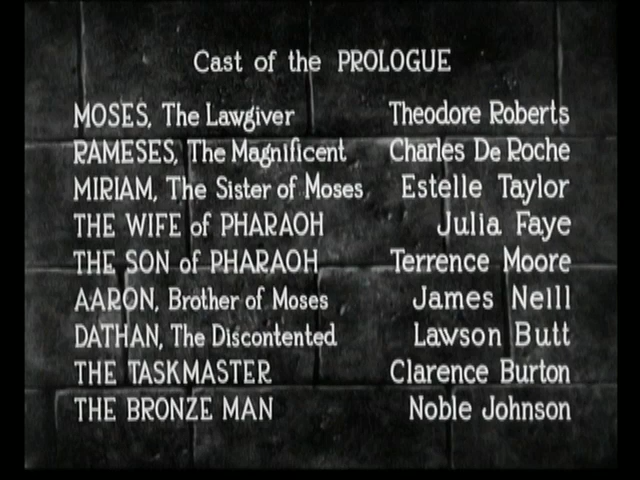 Cast of the PROLOGUE
MOSES, The Lawgiver Theodore Roberts
RAMESES, The Magnificent Charles De Roche
MIRIAM, The Sister of Moses Estelle Taylor
THE WIFE of PHARAOH Julia Faye
THE SON of PHARAOH Terrence Moore
AARON, Brother of Moses James Neill
DATHAN, The Discontented Lawson Butt
THE TASKMASTER Clarence Burton
THE BRONZE MAN Noble Johnson